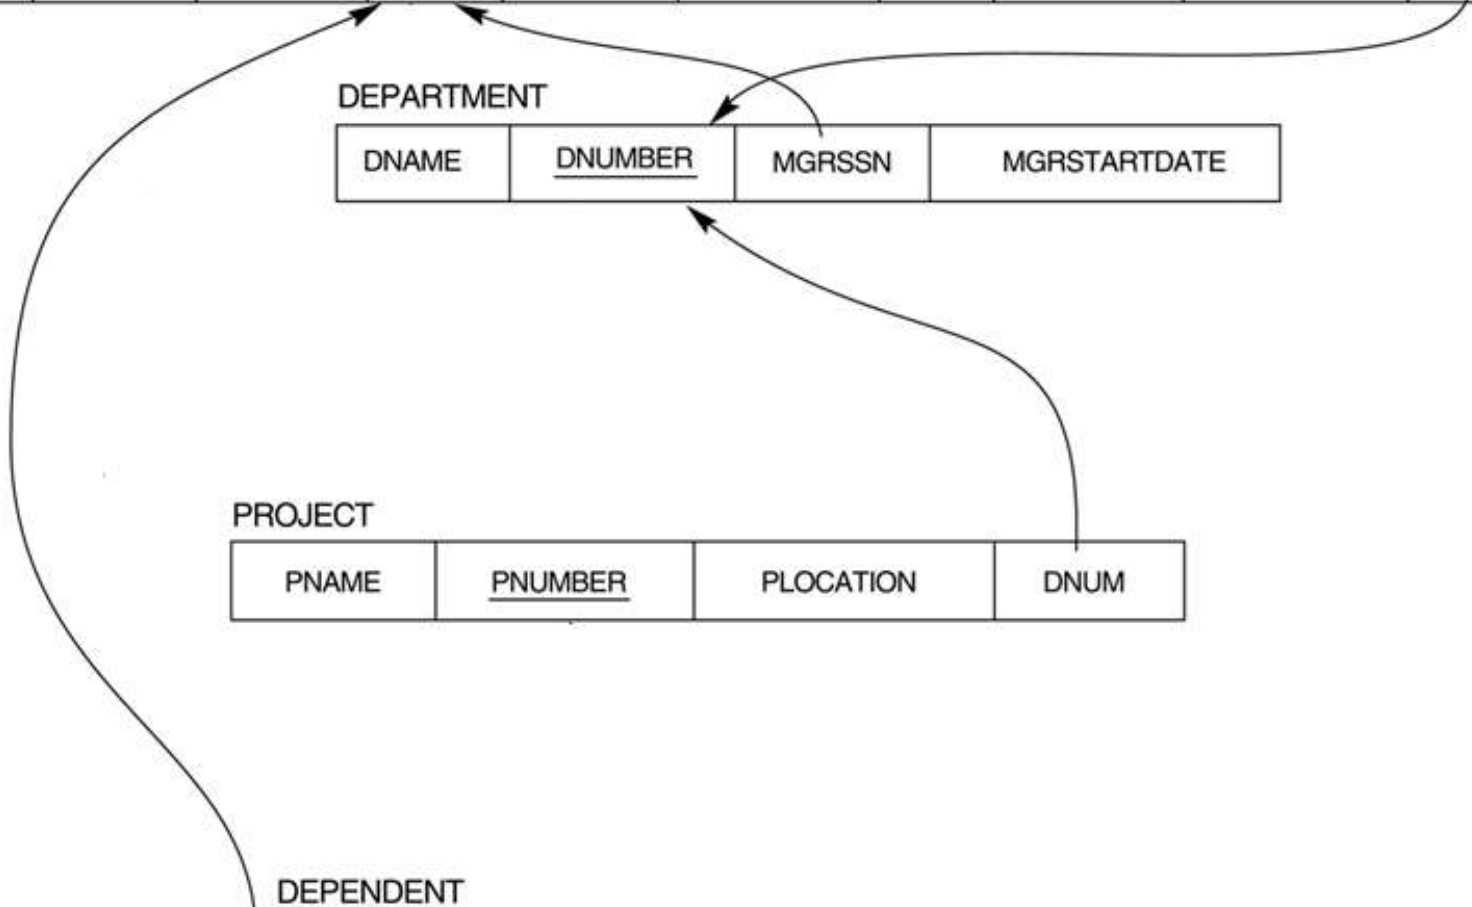 DEPARTMENT
DNAME DNUMBER MGRSSN MGRSTARTDATE
PROJECT
PNAME PNUMBER PLOCATION DNUM
DEPENDENT